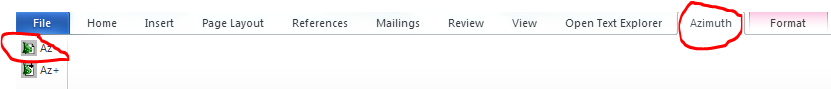 File Home Insert Page Layout References Mailings Review View Open Text Explorer Azimuth Format
Az
Az+